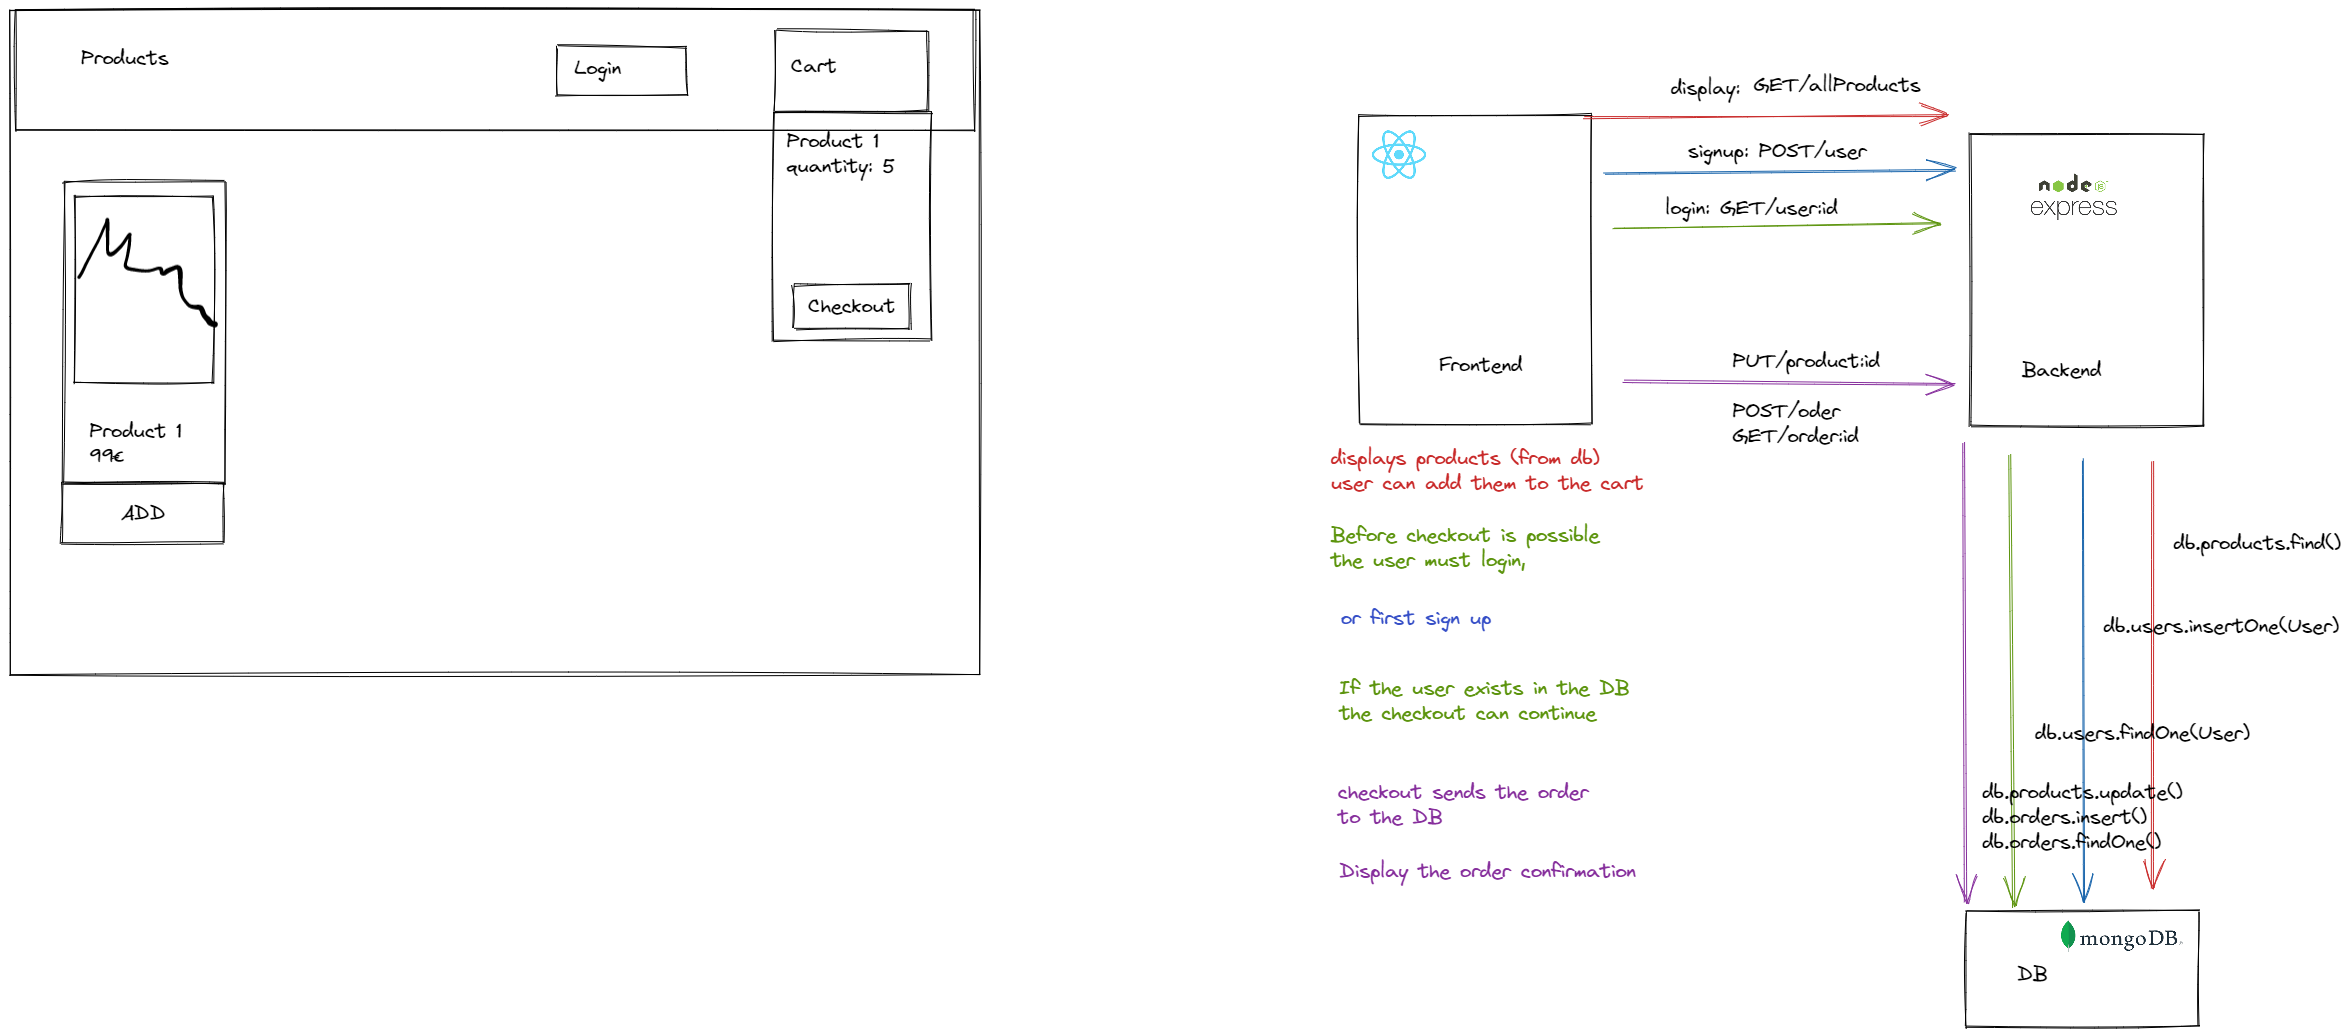 Products
Login
Cart
Product 1
quantity: 5
Checkout
Product 1
99€
ADD
display: GET/allProducts
signup: POST/user
login: GET/user:id
PUT/product:id
POST/oder
GET/order:id
Frontend
node
express
Backend
displays products (from db)
user can add them to the cart
Before checkout is possible
the user must login,
or first sign up
If the user exists in the DB
the checkout can continue
checkout sends the order
to the DB
Display the order confirmation
db.products.find()
db.users.insertOne(User)
db.users.findOne(User)
db.products.update()
db.orders.insert()
db.orders.findOne()
mongoDB
DB